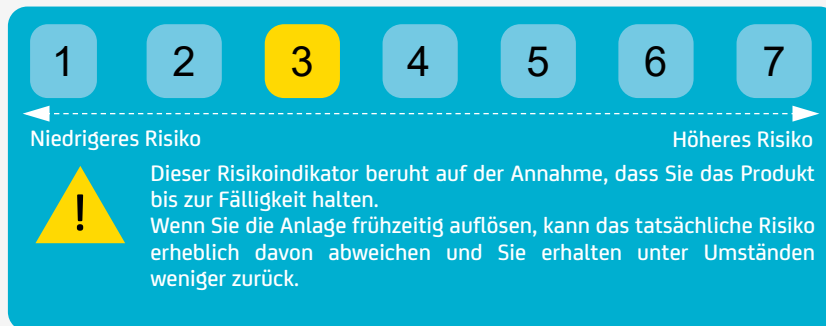 1 2 3 4 5 6 7
Niedrigeres Risiko Höheres Risiko
! Dieser Risikoindikator beruht auf der Annahme, dass Sie das Produkt
bis zur Fälligkeit halten.
Wenn Sie die Anlage frühzeitig auflösen, kann das tatsächliche Risiko
erheblich davon abweichen und Sie erhalten unter Umständen
weniger zurück.